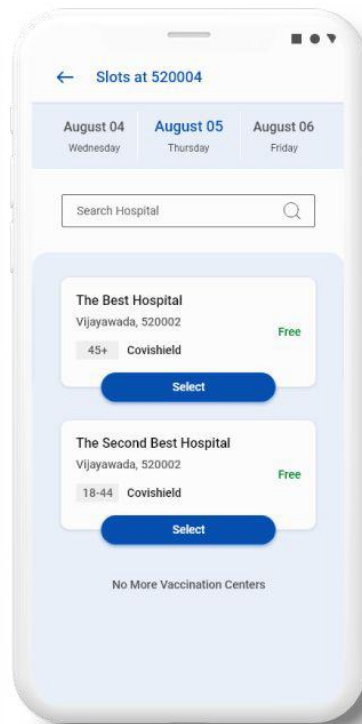 Slots at 520004
August 04 August 05 August 06
Wednesday Thursday Friday
Search Hospital
The Best Hospital
Vijayawada, 520002
Free
45+ Covishield
Select
The Second Best Hospital
Vijayawada, 520002
Free
18-44 Covishield
Select
No More Vaccination Centers